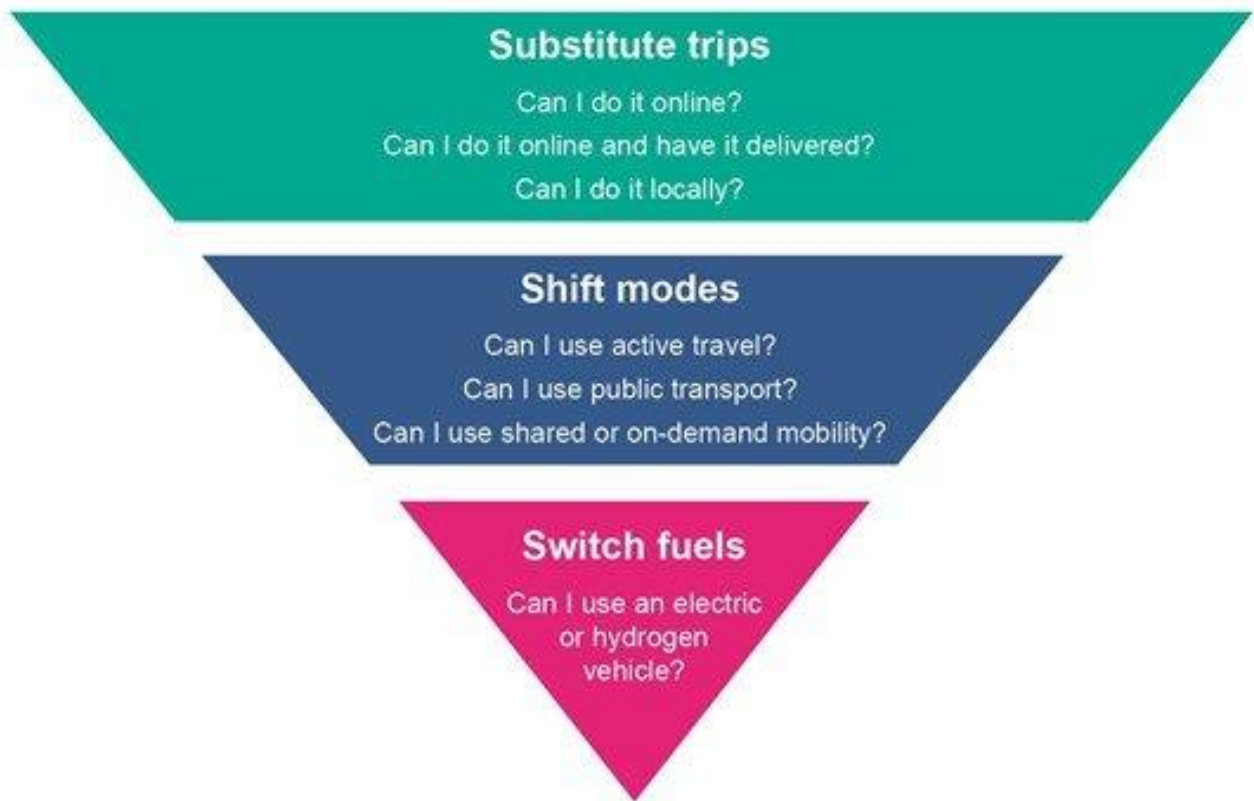 Substitute trips
Can I do it online?
Can I do it online and have it delivered?
Can I do it locally?
Shift modes
Can I use active travel?
Can I use public transport?
Can I use shared or on-demand mobility?
Switch fuels
Can I use an electric
or hydrogen
vehicle?